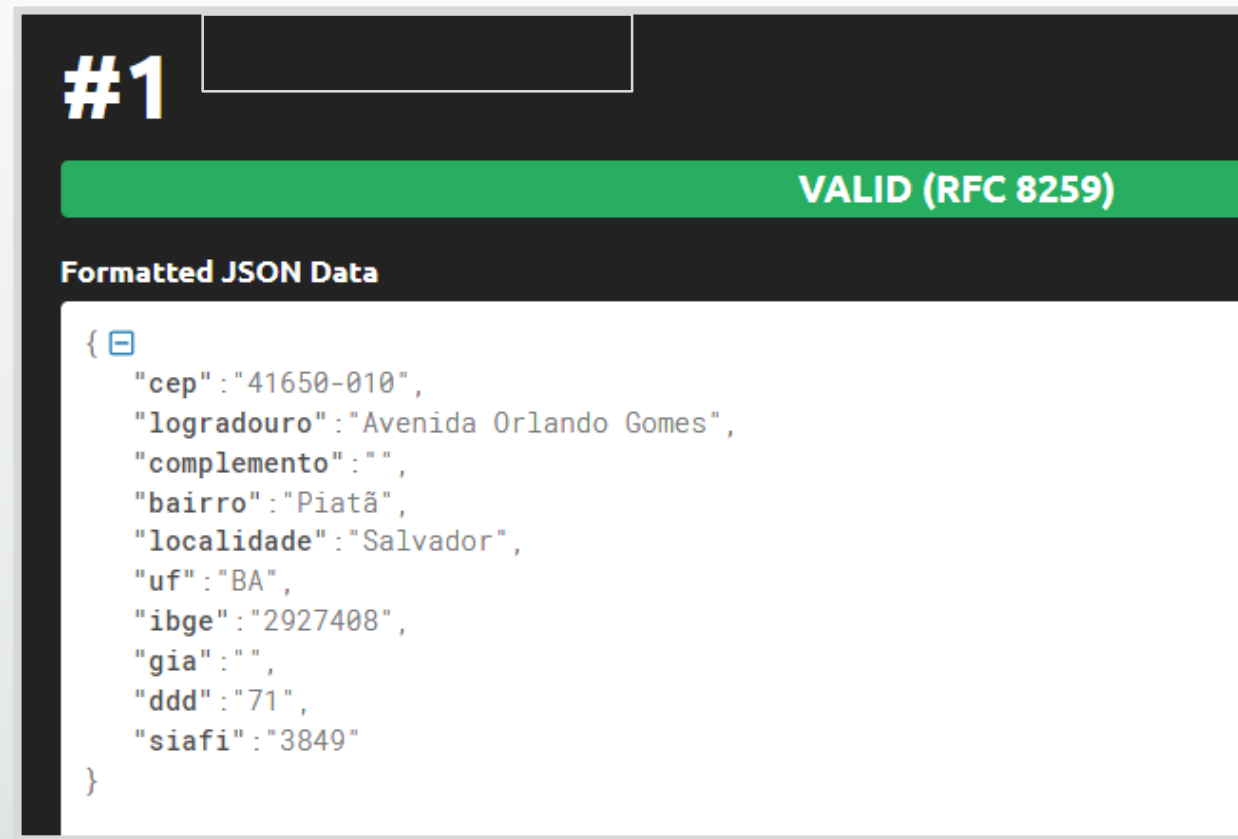 #1
VALID (RFC 8259)
Formatted JSON Data
{
"cep":"41650-010",
"logradouro":"Avenida Orlando Gomes",
"complemento":"",
"bairro":"Piatã",
"localidade":"Salvador",
"uf":"BA",
"ibge":"2927408",
"gia":"",
"ddd":"71",
"siafi":"3849"
}